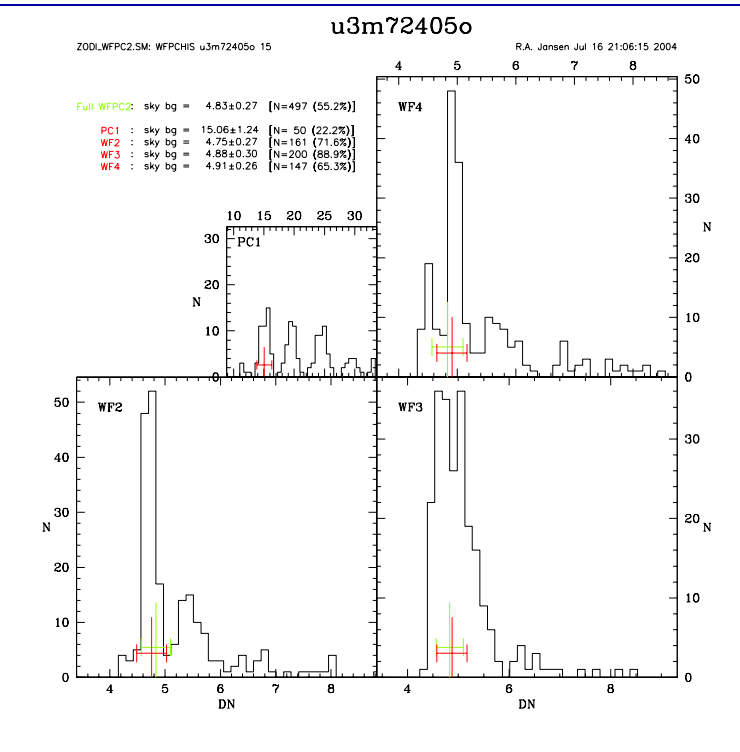 u3m72405o
ZODI_WFPC2.SM: WFPCHIS u3m72405o 15
R.A. Jansen Jul 16 21:06:15 2004
Full WFPC2: sky bg = 4.83±0.27 [N=497 (55.2%)]
PC1 : sky bg = 15.06±1.24 [N= 50 (22.2%)]
WF2 : sky bg = 4.75±0.27 [N=161 (71.6%)]
WF3 : sky bg = 4.88±0.30 [N=200 (88.9%)]
WF4 : sky bg = 4.91±0.26 [N=147 (65.3%)]
4 5 6 7 8
WF4
50
40
30
N
20
10
0
10 15 20 25 30
PC1
30
20
N
10
0
WF2
50
40
30
N
20
10
0
4 5 6 7 8
DN
WF3
30
20
N
10
0
4 6 8
DN